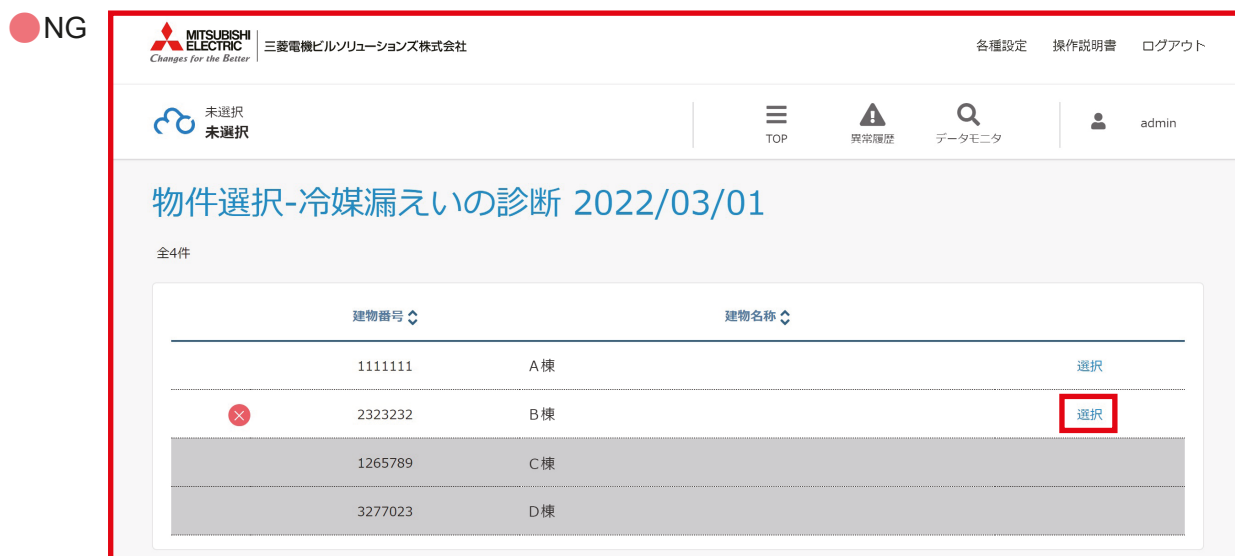 NG
MITSUBISHI ELECTRIC
Changes for the Better
三菱電機ビルソリューションズ株式会社
各種設定 操作説明書 ログアウト
未選択
未選択
TOP 異常履歴 データモニタ admin
物件選択-冷媒漏えいの診断 2022/03/01
全4件
建物番号 建物名称
1111111 A棟 選択
2323232 B棟 選択
1265789 C棟
3277023 D棟